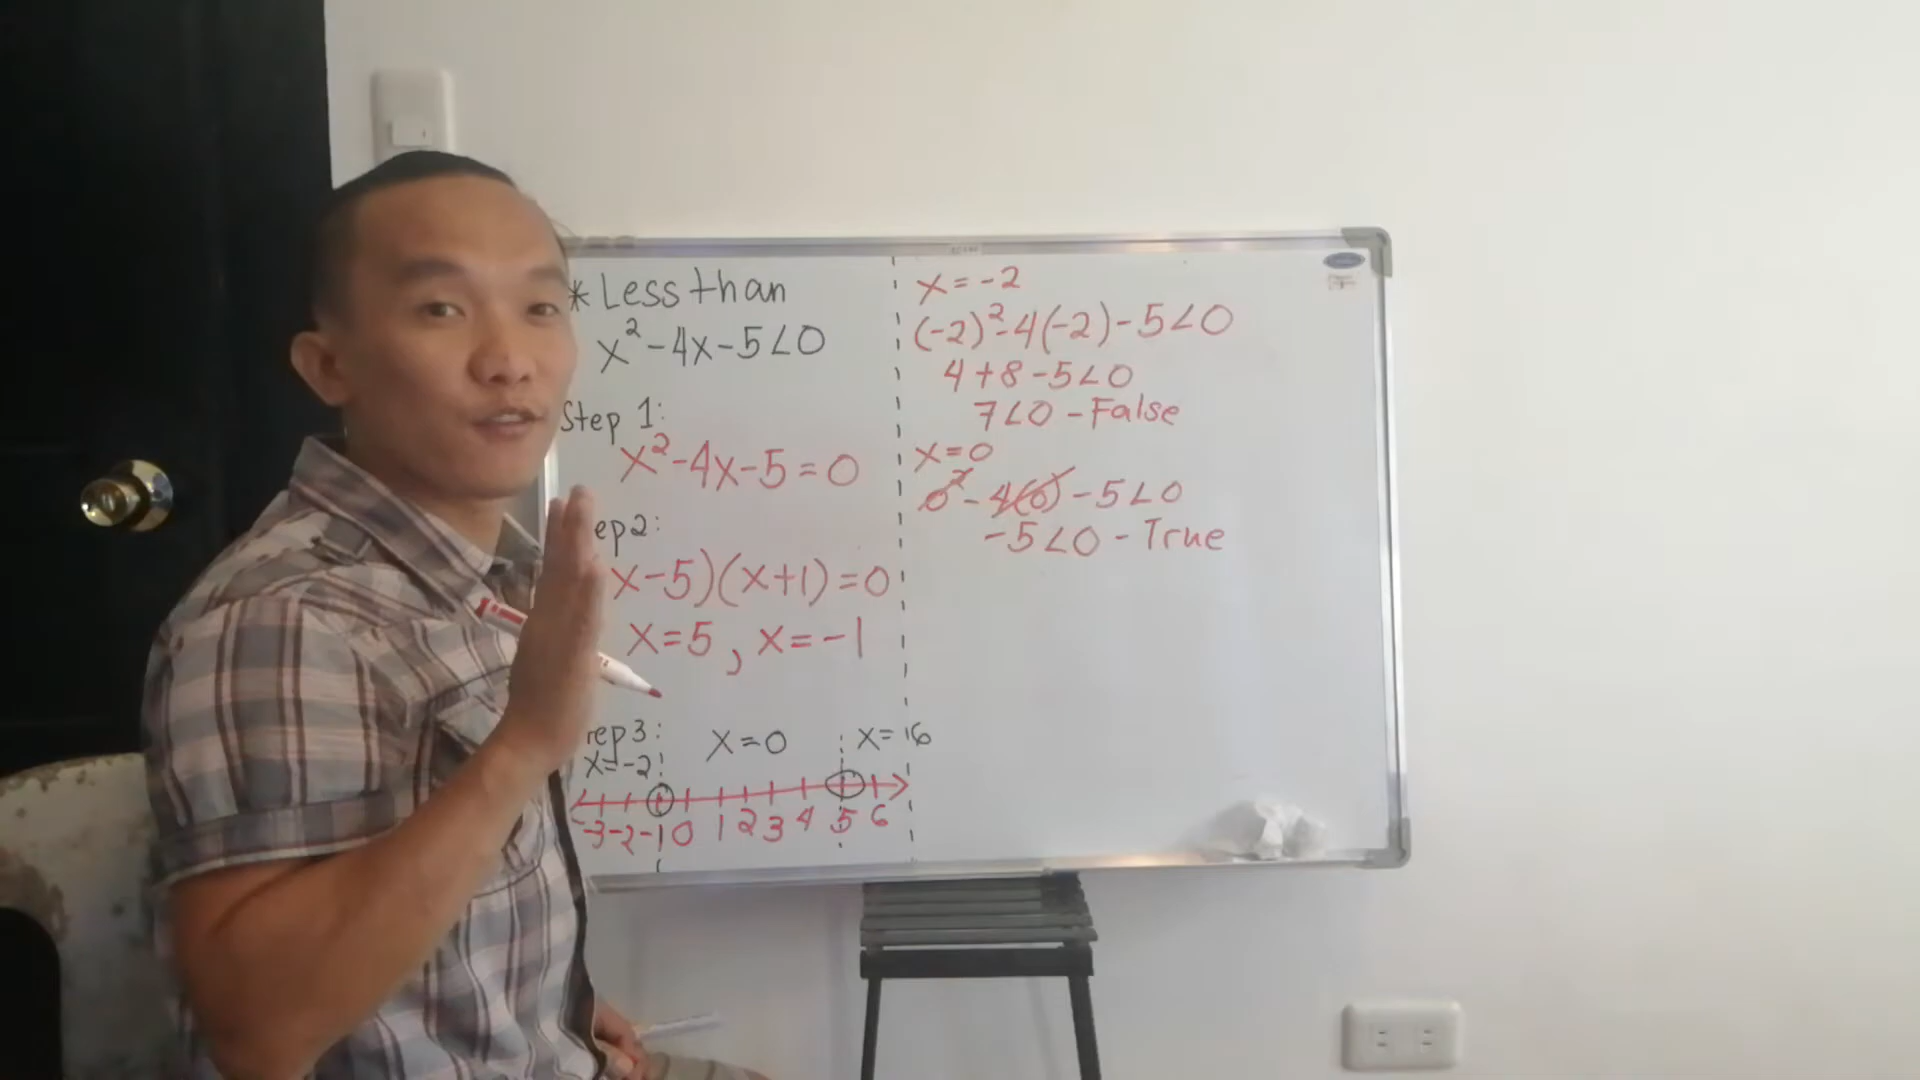 * Less than
x² - 4x - 5 < 0
Step 1:
x² - 4x - 5 = 0
ep2:
x-5)(x+1) = 0
x = 5, x = -1
rep3:
x = -2 x = 0 x = 16
-3 -2 -1 0 1 2 3 4 5 6
x = -2
(-2)² - 4(-2) - 5 < 0
4 + 8 - 5 < 0
7 < 0 - False
x = 0
0² - 4(0) - 5 < 0
-5 < 0 - True